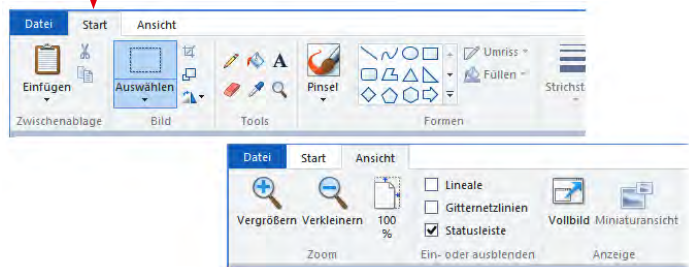 Datei Start Ansicht
Einfügen Auswählen A Pinsel Umriss Füllen Strichst
Zwischenablage Bild Tools Formen
Datei Start Ansicht
Vergrößern Verkleinern 100 % Lineale
Gitternetzlinien
Statusleiste
Vollbild Miniaturansicht
Zoom Ein- oder ausblenden Anzeige